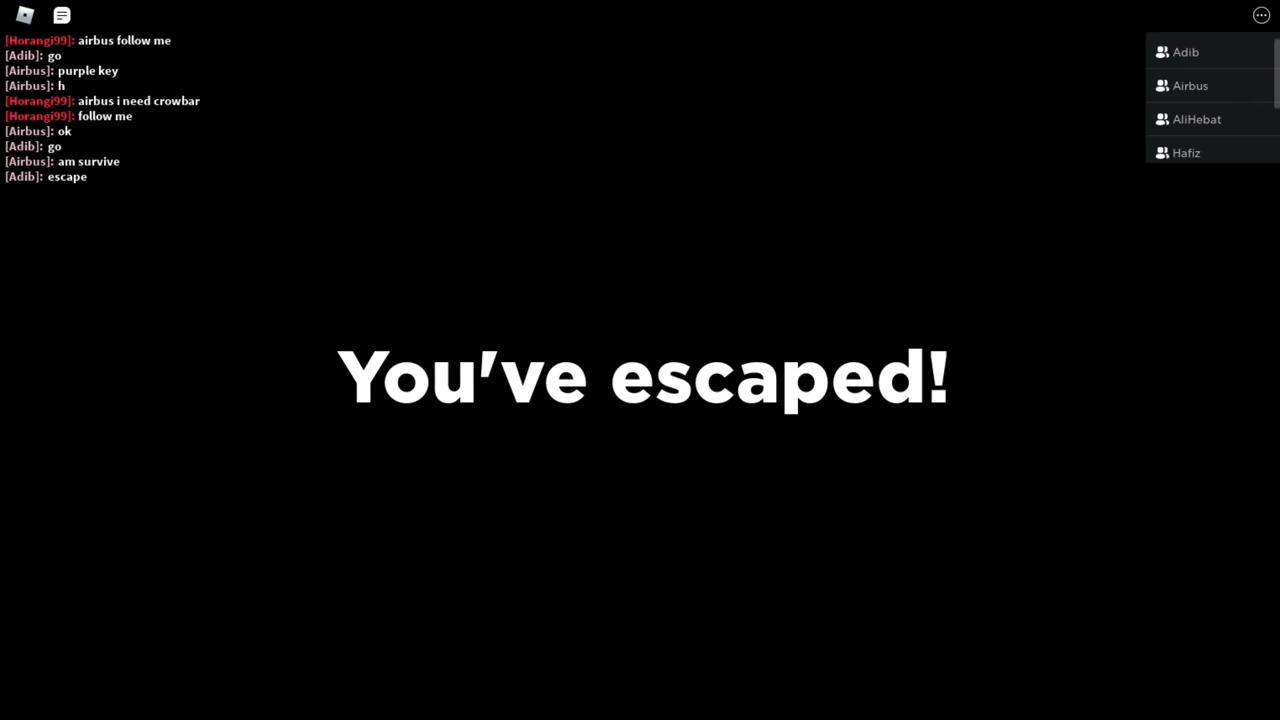 [Horangi99]: airbus follow me
[Adib]: go
[Airbus]: purple key
[Airbus]: h
[Horangi99]: airbus i need crowbar
[Horangi99]: follow me
[Airbus]: ok
[Adib]: go
[Airbus]: am survive
[Adib]: escape
Adib
Airbus
AliHebat
Hafiz
You've escaped!